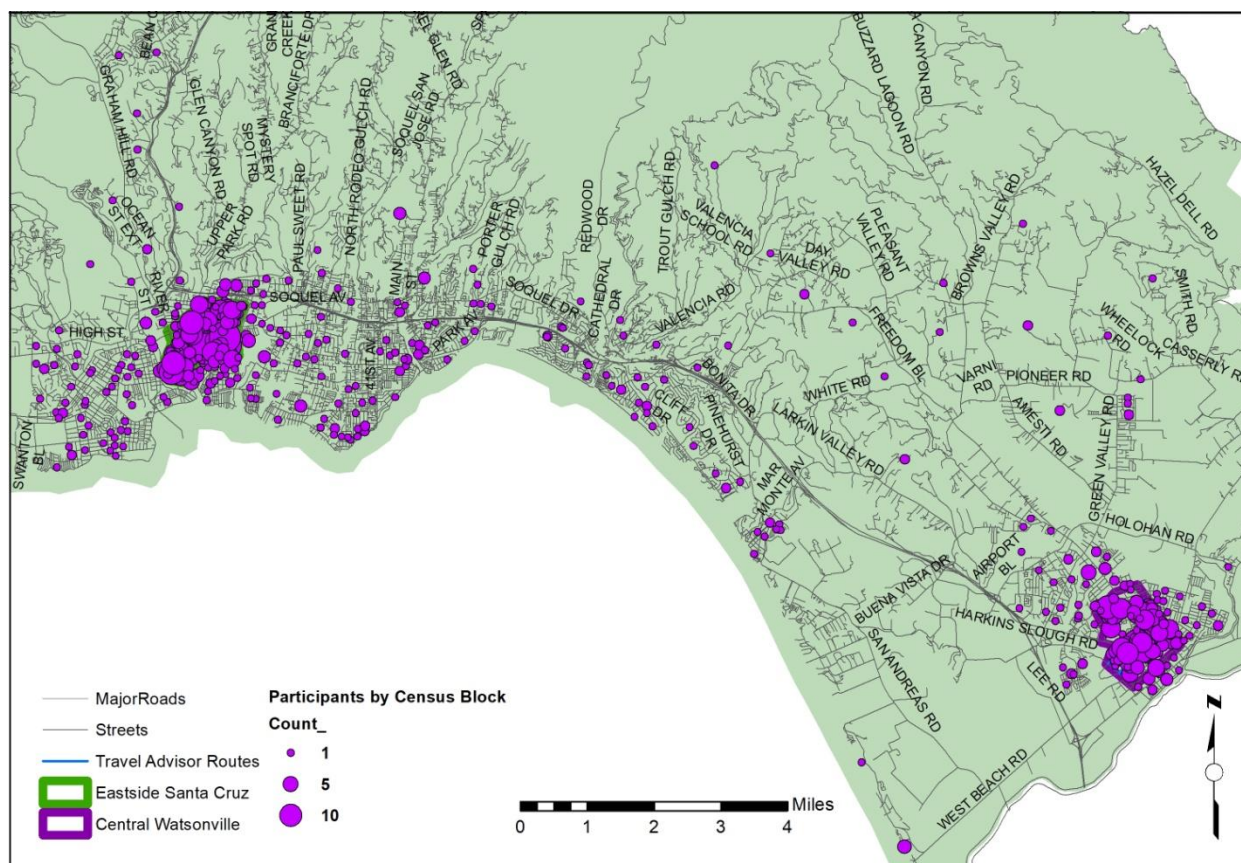 BEAN C
GRAHAM HILL RD
GLEN CANYON RD
MYSTERY
SPOT RD
GRAN
CREEK
BRANCIFORTE DR
UPPER
PARK RD
PAUL SWEET RD
NORTH RODEO GULCH RD
SOQUEL SAN
JOSE RD
REL GLEN RD
MAIN
ST
PORTER
GULCH RD
REDWOOD
DR
CATHEDRAL
DR
TROUT GULCH RD
VALENCIA
SCHOOL RD
DAY
VALLEY RD
PLEASANT
VALLEY RD
BUZZARD LAGOON RD
A CANYON RD
BROWNS VALLEY RD
HAZEL DELL RD
SMITH RD
WHEELOCK
RD
CASSERLY R
OCEAN
ST EXT
RIVER
ST
HIGH ST
SOQUEL AV
41ST AV
PARK AV
SOQUEL DR
VALENCIA RD
FREEDOM BL
VARNI
RD
PIONEER RD
WHITE RD
AMESTI RD
GREEN VALLEY RD
BONITA DR
CLIFF
DR
PINEHURST
DR
LARKIN VALLEY RD
MAR
MONTE AV
SWANTON
BL
HOLOHAN RD
AIRPORT
BL
BUENA VISTA DR
HARKINS SLOUGH RD
LEE RD
SAN ANDREAS RD
WEST BEACH RD
MajorRoads
Streets
Travel Advisor Routes
Eastside Santa Cruz
Central Watsonville
Participants by Census Block
Count_
1
5
10
Miles
0 1 2 3 4
N